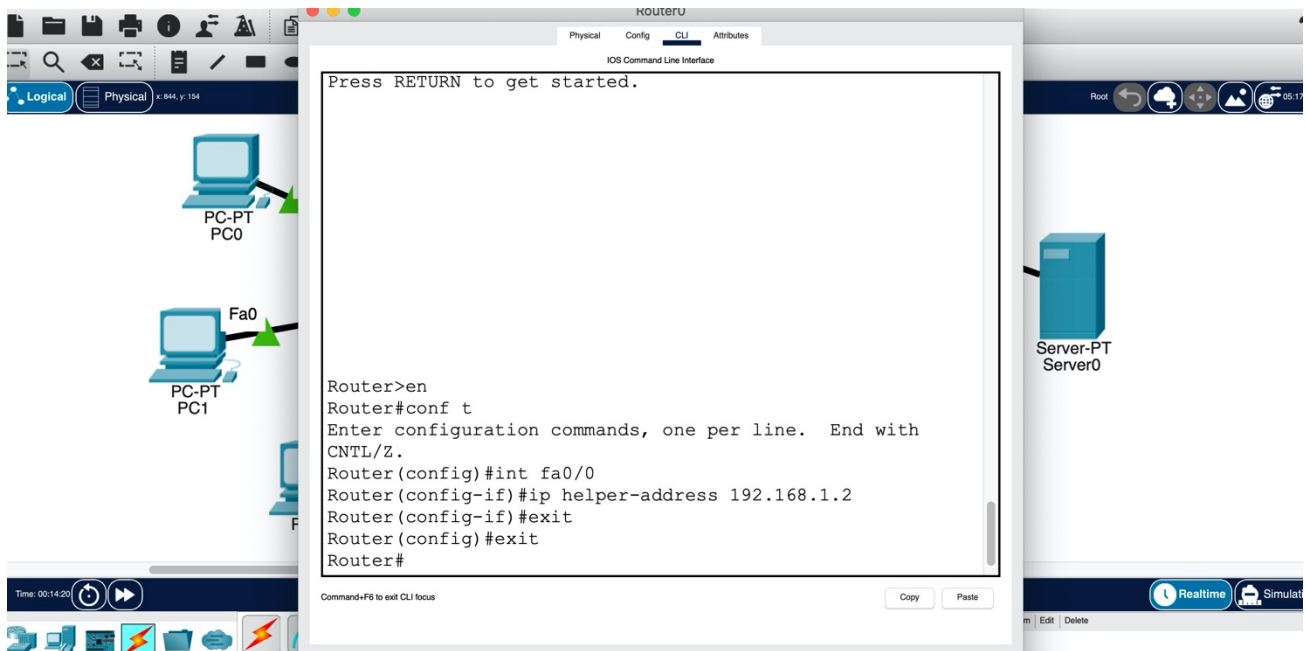 Router0
Physical Config CLI Attributes
IOS Command Line Interface
Logical
Physical
x: 844, y: 154
Root
05:17
Press RETURN to get started.
PC-PT
PC0
Fa0
PC-PT
PC1
Server-PT
Server0
Router>en
Router#conf t
Enter configuration commands, one per line. End with
CNTL/Z.
Router(config)#int fa0/0
Router(config-if)#ip helper-address 192.168.1.2
Router(config-if)#exit
Router(config)#exit
Router#
Time: 00:14:20
Command+F6 to exit CLI focus
Copy
Paste
Realtime
Simulati
m Edit Delete